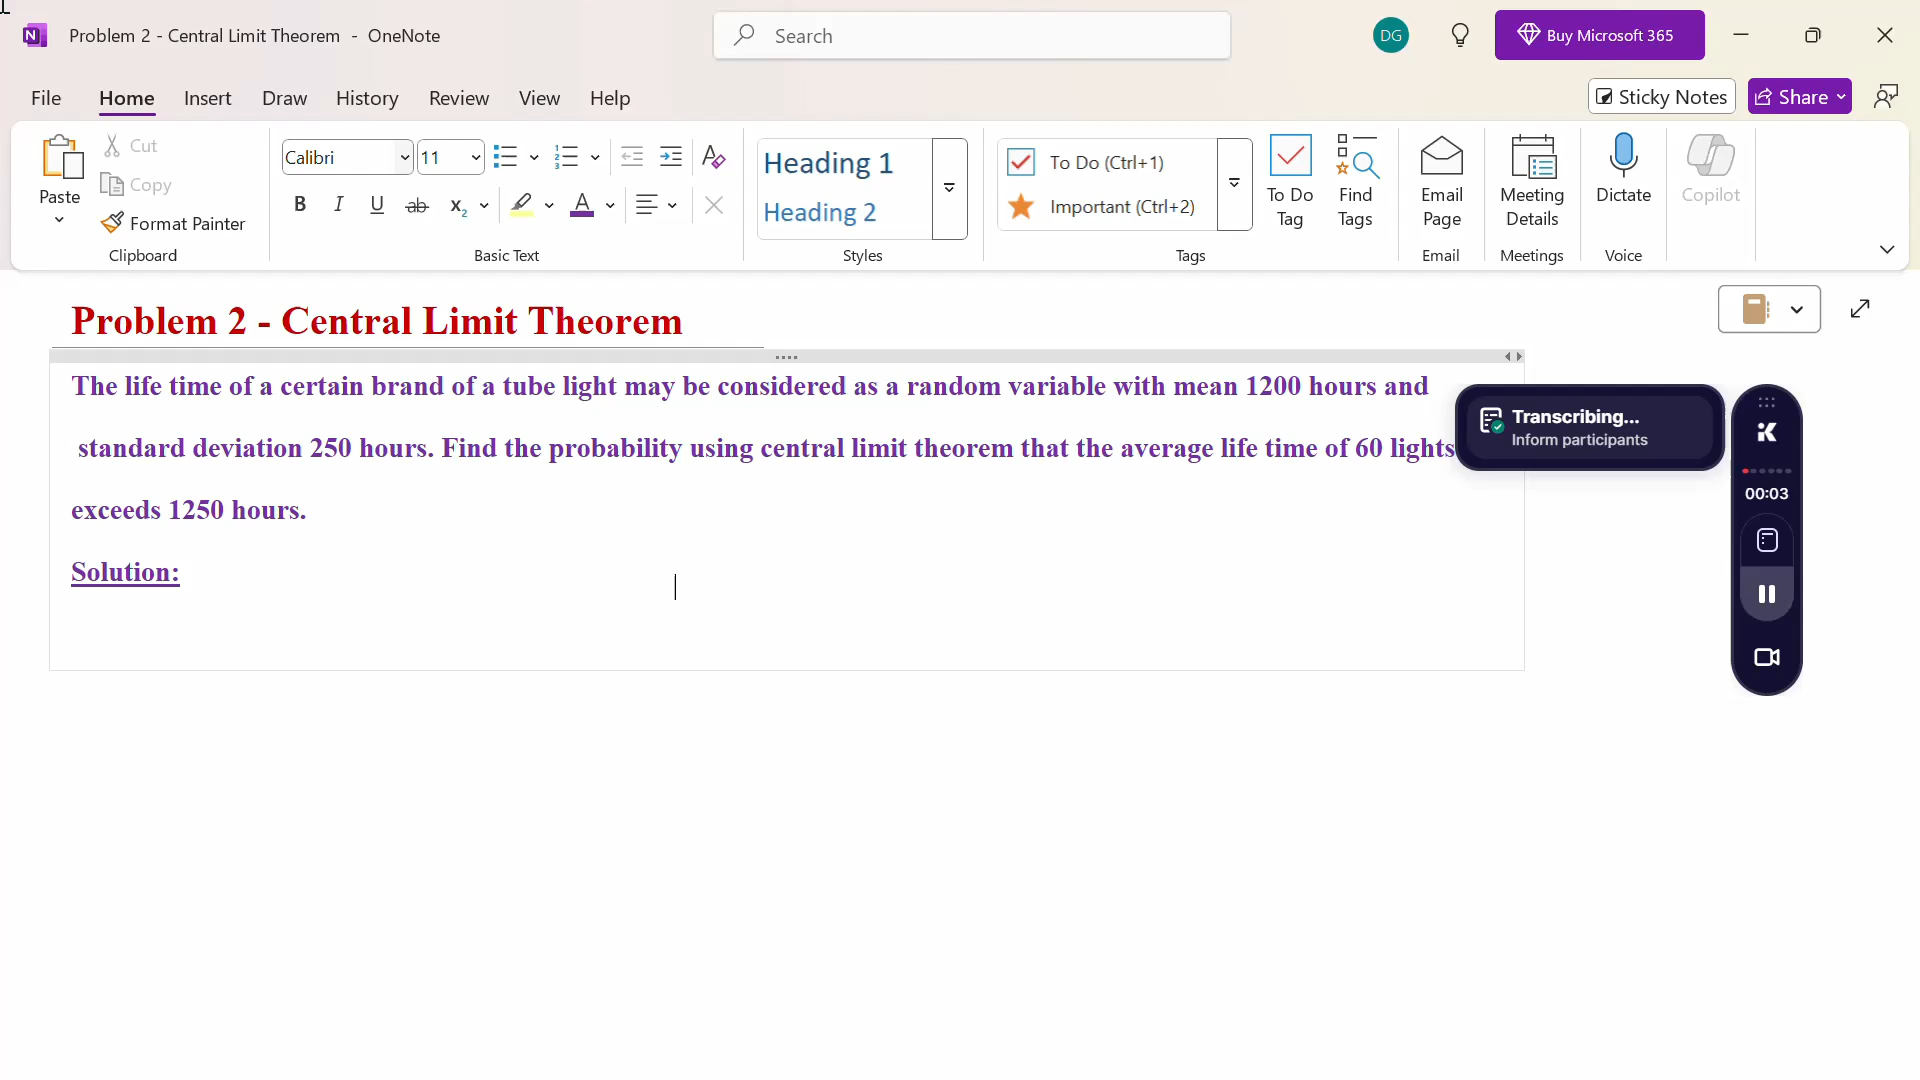 Problem 2 - Central Limit Theorem - OneNote
Search
DG
Buy Microsoft 365
File Home Insert Draw History Review View Help
Sticky Notes
Share
Paste
Cut
Copy
Format Painter
Clipboard
Calibri
11
Basic Text
Heading 1
Heading 2
Styles
To Do (Ctrl+1)
Important (Ctrl+2)
Tags
To Do
Tag
Find
Tags
Email
Page
Email
Meeting
Details
Meetings
Dictate
Voice
Copilot
Problem 2 - Central Limit Theorem
The life time of a certain brand of a tube light may be considered as a random variable with mean 1200 hours and
standard deviation 250 hours. Find the probability using central limit theorem that the average life time of 60 lights
exceeds 1250 hours.
Solution:
Transcribing...
Inform participants
00:03